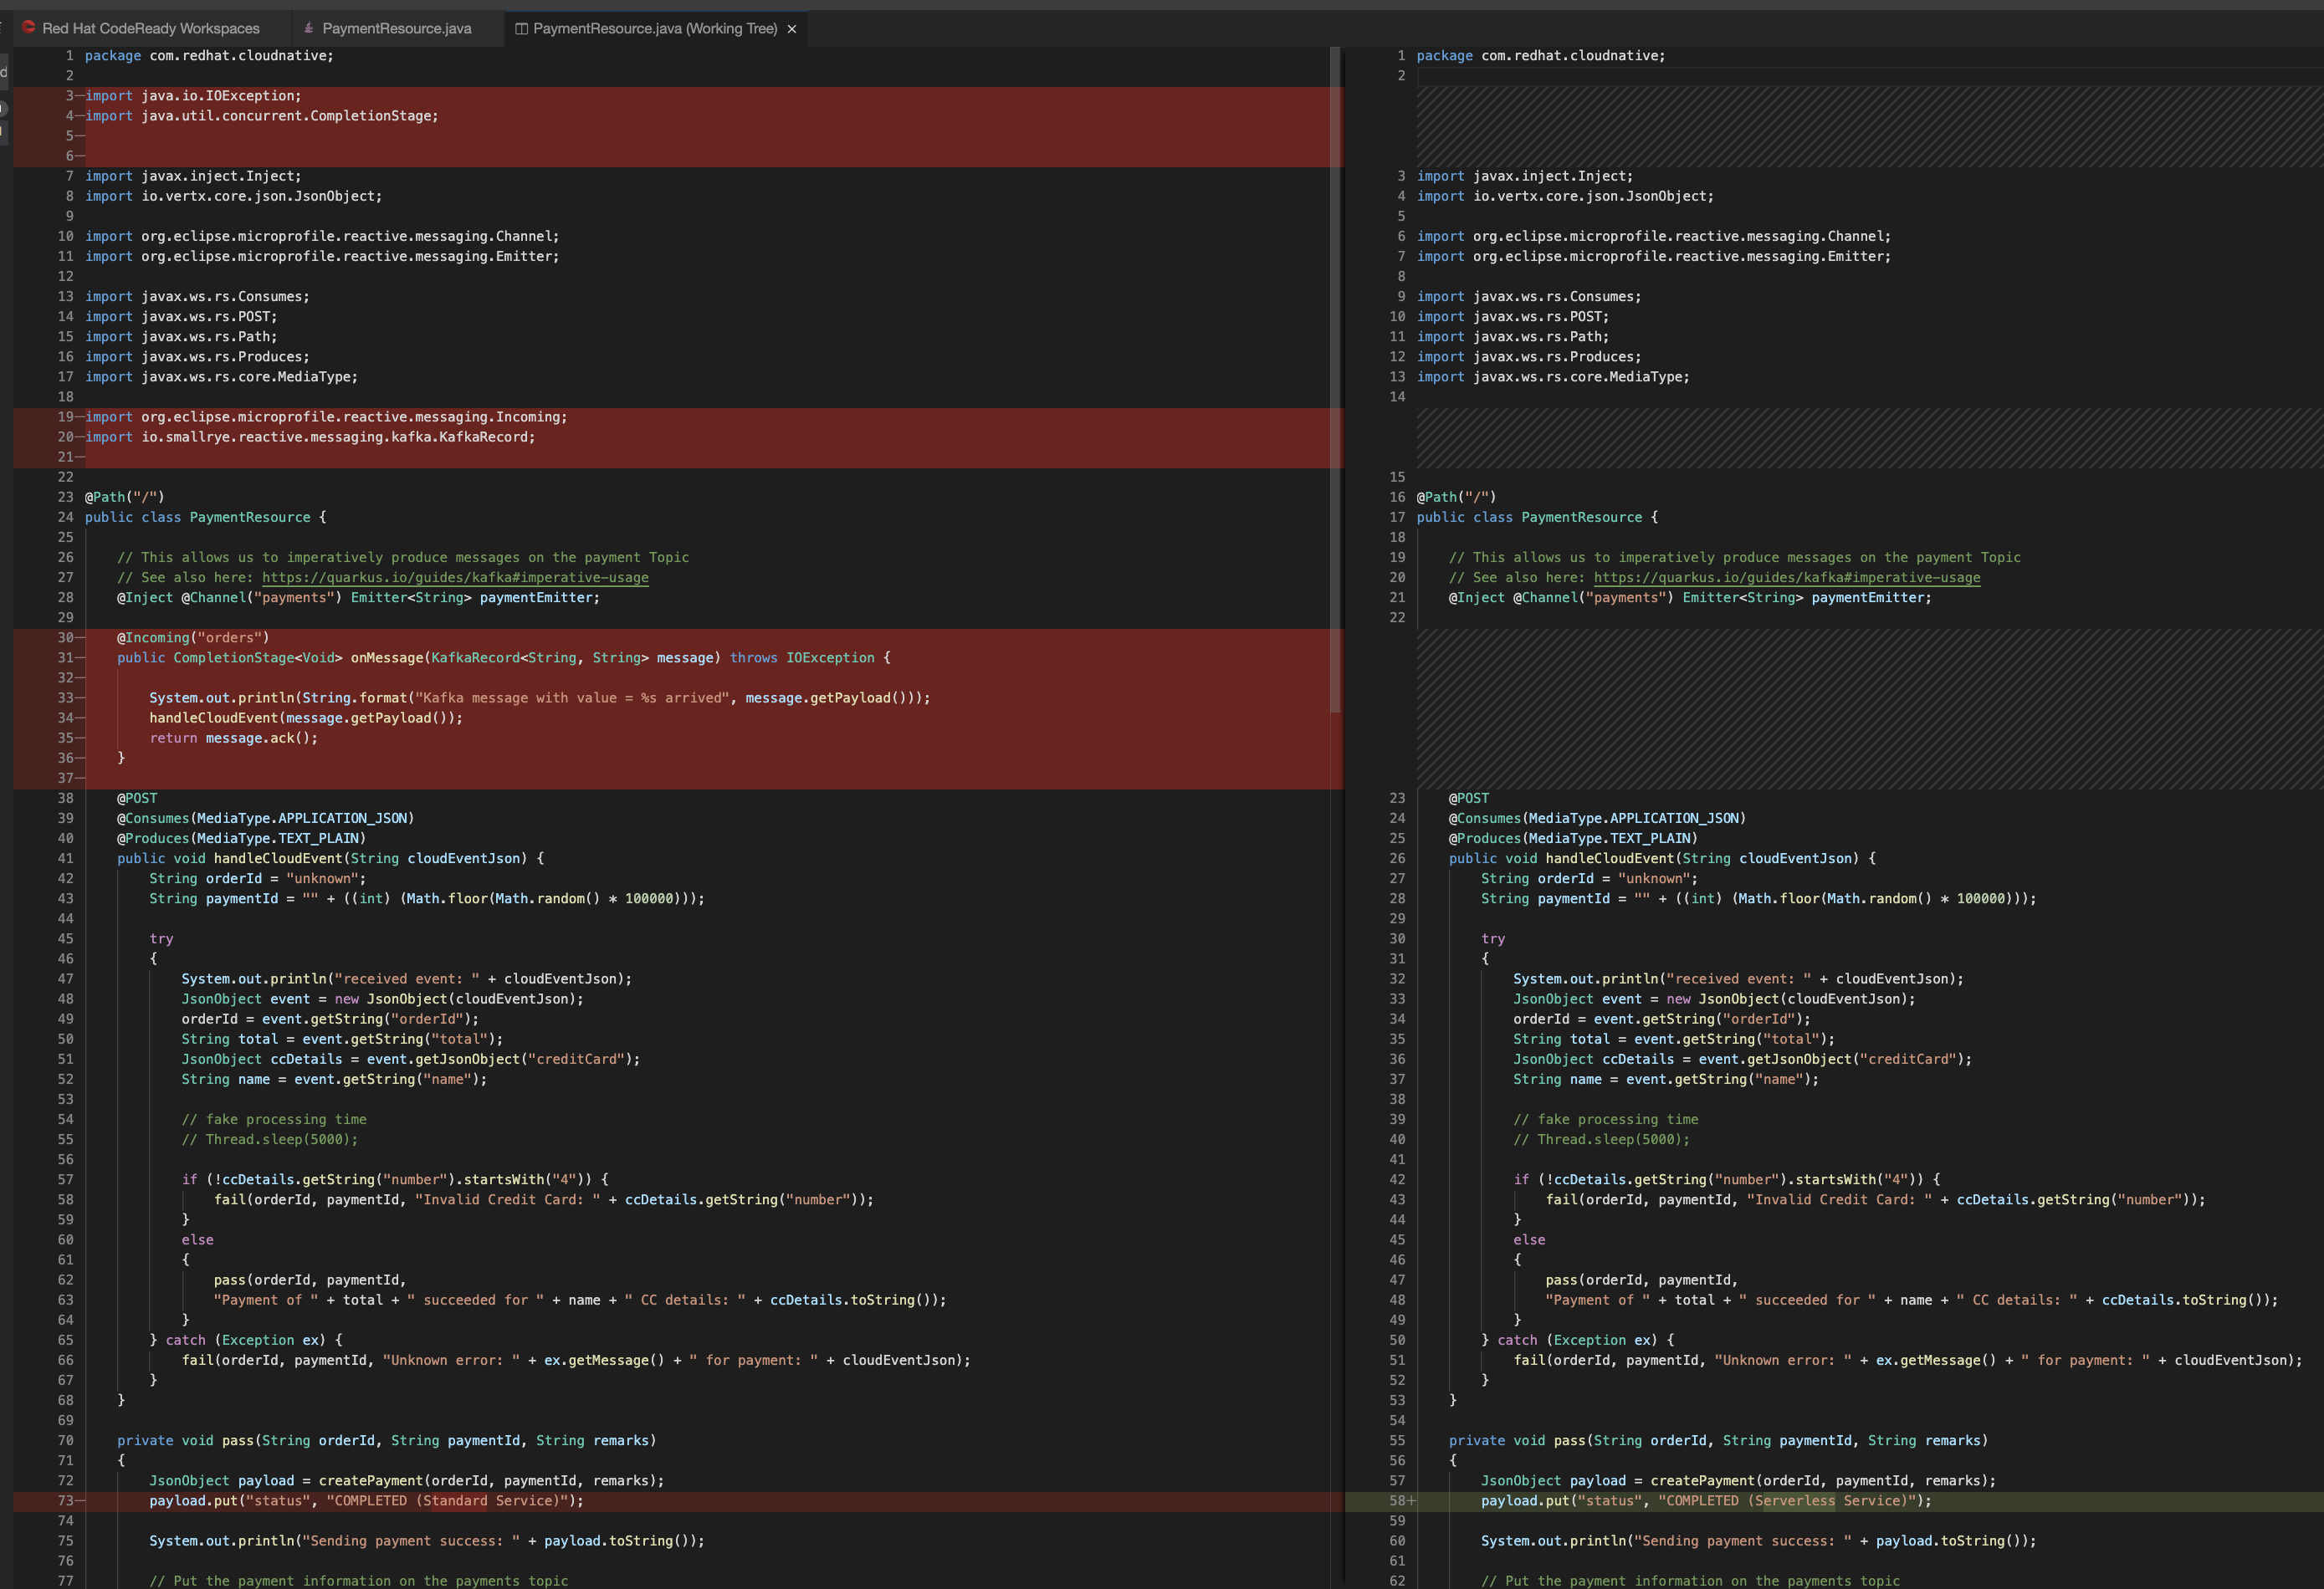 Red Hat CodeReady Workspaces
PaymentResource.java
PaymentResource.java (Working Tree)
1 package com.redhat.cloudnative;
2
3 import java.io.IOException;
4 import java.util.concurrent.CompletionStage;
5
6
7 import javax.inject.Inject;
8 import io.vertx.core.json.JsonObject;
9
10 import org.eclipse.microprofile.reactive.messaging.Channel;
11 import org.eclipse.microprofile.reactive.messaging.Emitter;
12
13 import javax.ws.rs.Consumes;
14 import javax.ws.rs.POST;
15 import javax.ws.rs.Path;
16 import javax.ws.rs.Produces;
17 import javax.ws.rs.core.MediaType;
18
19 import org.eclipse.microprofile.reactive.messaging.Incoming;
20 import io.smallrye.reactive.messaging.kafka.KafkaRecord;
21
22
23 @Path("/")
24 public class PaymentResource {
25
26 // This allows us to imperatively produce messages on the payment Topic
27 // See also here: https://quarkus.io/guides/kafka#imperative-usage
28 @Inject @Channel("payments") Emitter<String> paymentEmitter;
29
30 @Incoming("orders")
31 public CompletionStage<Void> onMessage(KafkaRecord<String, String> message) throws IOException {
32
33 System.out.println(String.format("Kafka message with value = %s arrived", message.getPayload()));
34 handleCloudEvent(message.getPayload());
35 return message.ack();
36 }
37
38 @POST
39 @Consumes(MediaType.APPLICATION_JSON)
40 @Produces(MediaType.TEXT_PLAIN)
41 public void handleCloudEvent(String cloudEventJson) {
42 String orderId = "unknown";
43 String paymentId = "" + ((int) (Math.floor(Math.random() * 100000)));
44
45 try
46 {
47 System.out.println("received event: " + cloudEventJson);
48 JsonObject event = new JsonObject(cloudEventJson);
49 orderId = event.getString("orderId");
50 String total = event.getString("total");
51 JsonObject ccDetails = event.getJsonObject("creditCard");
52 String name = event.getString("name");
53
54 // fake processing time
55 // Thread.sleep(5000);
56
57 if (!ccDetails.getString("number").startsWith("4")) {
58 fail(orderId, paymentId, "Invalid Credit Card: " + ccDetails.getString("number"));
59 }
60 else
61 {
62 pass(orderId, paymentId,
63 "Payment of " + total + " succeeded for " + name + " CC details: " + ccDetails.toString());
64 }
65 } catch (Exception ex) {
66 fail(orderId, paymentId, "Unknown error: " + ex.getMessage() + " for payment: " + cloudEventJson);
67 }
68 }
69
70 private void pass(String orderId, String paymentId, String remarks)
71 {
72 JsonObject payload = createPayment(orderId, paymentId, remarks);
73 payload.put("status", "COMPLETED (Standard Service)");
74
75 System.out.println("Sending payment success: " + payload.toString());
76
77 // Put the payment information on the payments topic
1 package com.redhat.cloudnative;
2
3 import javax.inject.Inject;
4 import io.vertx.core.json.JsonObject;
5
6 import org.eclipse.microprofile.reactive.messaging.Channel;
7 import org.eclipse.microprofile.reactive.messaging.Emitter;
8
9 import javax.ws.rs.Consumes;
10 import javax.ws.rs.POST;
11 import javax.ws.rs.Path;
12 import javax.ws.rs.Produces;
13 import javax.ws.rs.core.MediaType;
14
15
16 @Path("/")
17 public class PaymentResource {
18
19 // This allows us to imperatively produce messages on the payment Topic
20 // See also here: https://quarkus.io/guides/kafka#imperative-usage
21 @Inject @Channel("payments") Emitter<String> paymentEmitter;
22
23 @POST
24 @Consumes(MediaType.APPLICATION_JSON)
25 @Produces(MediaType.TEXT_PLAIN)
26 public void handleCloudEvent(String cloudEventJson) {
27 String orderId = "unknown";
28 String paymentId = "" + ((int) (Math.floor(Math.random() * 100000)));
29
30 try
31 {
32 System.out.println("received event: " + cloudEventJson);
33 JsonObject event = new JsonObject(cloudEventJson);
34 orderId = event.getString("orderId");
35 String total = event.getString("total");
36 JsonObject ccDetails = event.getJsonObject("creditCard");
37 String name = event.getString("name");
38
39 // fake processing time
40 // Thread.sleep(5000);
41
42 if (!ccDetails.getString("number").startsWith("4")) {
43 fail(orderId, paymentId, "Invalid Credit Card: " + ccDetails.getString("number"));
44 }
45 else
46 {
47 pass(orderId, paymentId,
48 "Payment of " + total + " succeeded for " + name + " CC details: " + ccDetails.toString());
49 }
50 } catch (Exception ex) {
51 fail(orderId, paymentId, "Unknown error: " + ex.getMessage() + " for payment: " + cloudEventJson);
52 }
53 }
54
55 private void pass(String orderId, String paymentId, String remarks)
56 {
57 JsonObject payload = createPayment(orderId, paymentId, remarks);
58+ payload.put("status", "COMPLETED (Serverless Service)");
59
60 System.out.println("Sending payment success: " + payload.toString());
61
62 // Put the payment information on the payments topic